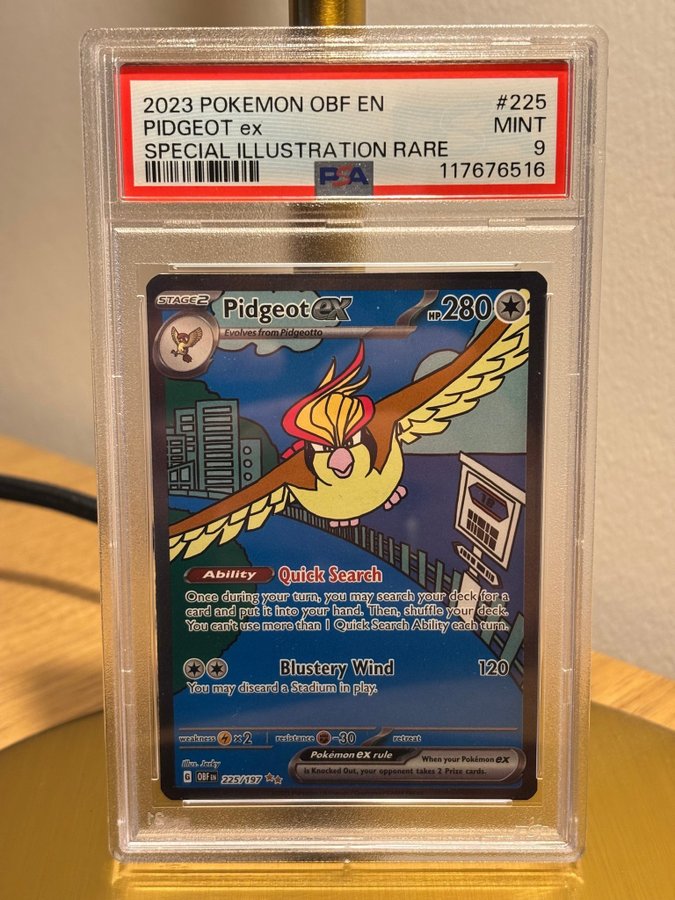 2023 POKEMON OBF EN #225
PIDGEOT ex MINT
SPECIAL ILLUSTRATION RARE 9
PSA 117676516
STAGE2 Pidgeot ex HP280
Evolves from Pidgeotto
Ability Quick Search
Once during your turn, you may search your deck for a
card and put it into your hand. Then, shuffle your deck.
You can't use more than 1 Quick Search Ability each turn.
Blustery Wind 120
You may discard a Stadium in play.
weakness ×2 resistance -30 retreat
Illus. Jerky
Pokémon ex rule When your Pokémon ex
is Knocked Out, your opponent takes 2 Prize cards.
G OBF EN 225/197